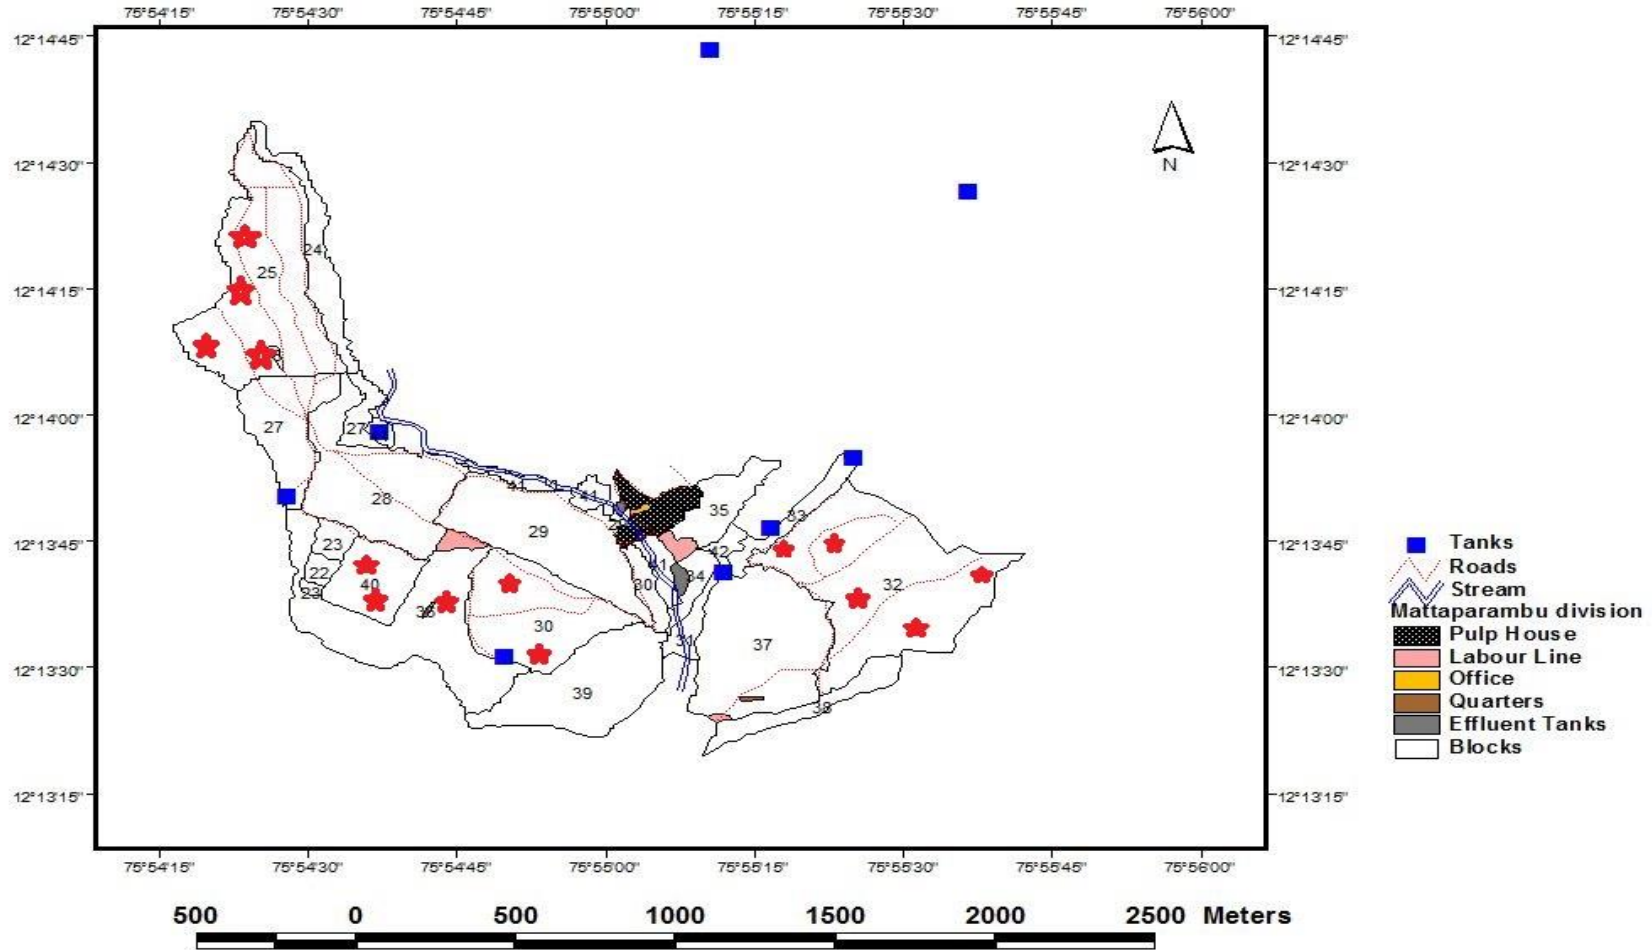 75°54'15" 75°54'30" 75°54'45" 75°55'00" 75°55'15" 75°55'30" 75°55'45" 75°56'00"
12°14'45" 12°14'45"
12°14'30" 12°14'30"
N
24
25
12°14'15" 12°14'15"
12°14'00" 12°14'00"
27 27
28 41 41 35 33
29
12°13'45" 12°13'45"
23 42
22 40 41 34 32
23 30
36 30 37
12°13'30" 12°13'30"
39
38
12°13'15" 12°13'15"
75°54'15" 75°54'30" 75°54'45" 75°55'00" 75°55'15" 75°55'30" 75°55'45" 75°56'00"
Tanks
Roads
Stream
Mattaparambu division
Pulp House
Labour Line
Office
Quarters
Effluent Tanks
Blocks
500 0 500 1000 1500 2000 2500 Meters